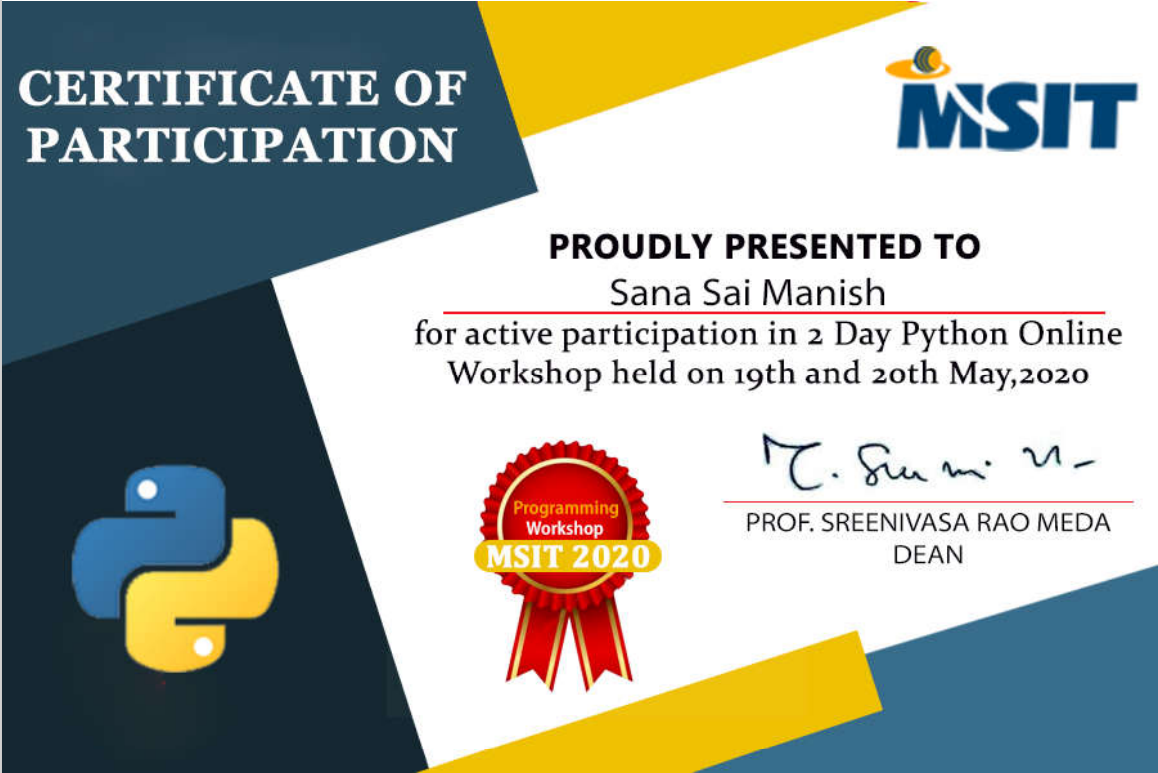 CERTIFICATE OF
PARTICIPATION
MSIT
PROUDLY PRESENTED TO
Sana Sai Manish
for active participation in 2 Day Python Online
Workshop held on 19th and 20th May,2020
Programming
Workshop
MSIT 2020
PROF. SREENIVASA RAO MEDA
DEAN